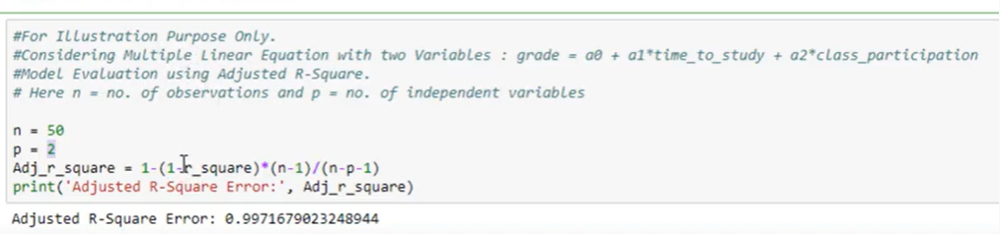 #For Illustration Purpose Only.
#Considering Multiple Linear Equation with two Variables : grade = a0 + a1*time_to_study + a2*class_participation
#Model Evaluation using Adjusted R-Square.
# Here n = no. of observations and p = no. of independent variables
n = 50
p = 2
Adj_r_square = 1-(1-r_square)*(n-1)/(n-p-1)
print('Adjusted R-Square Error:', Adj_r_square)
Adjusted R-Square Error: 0.9971679023248944